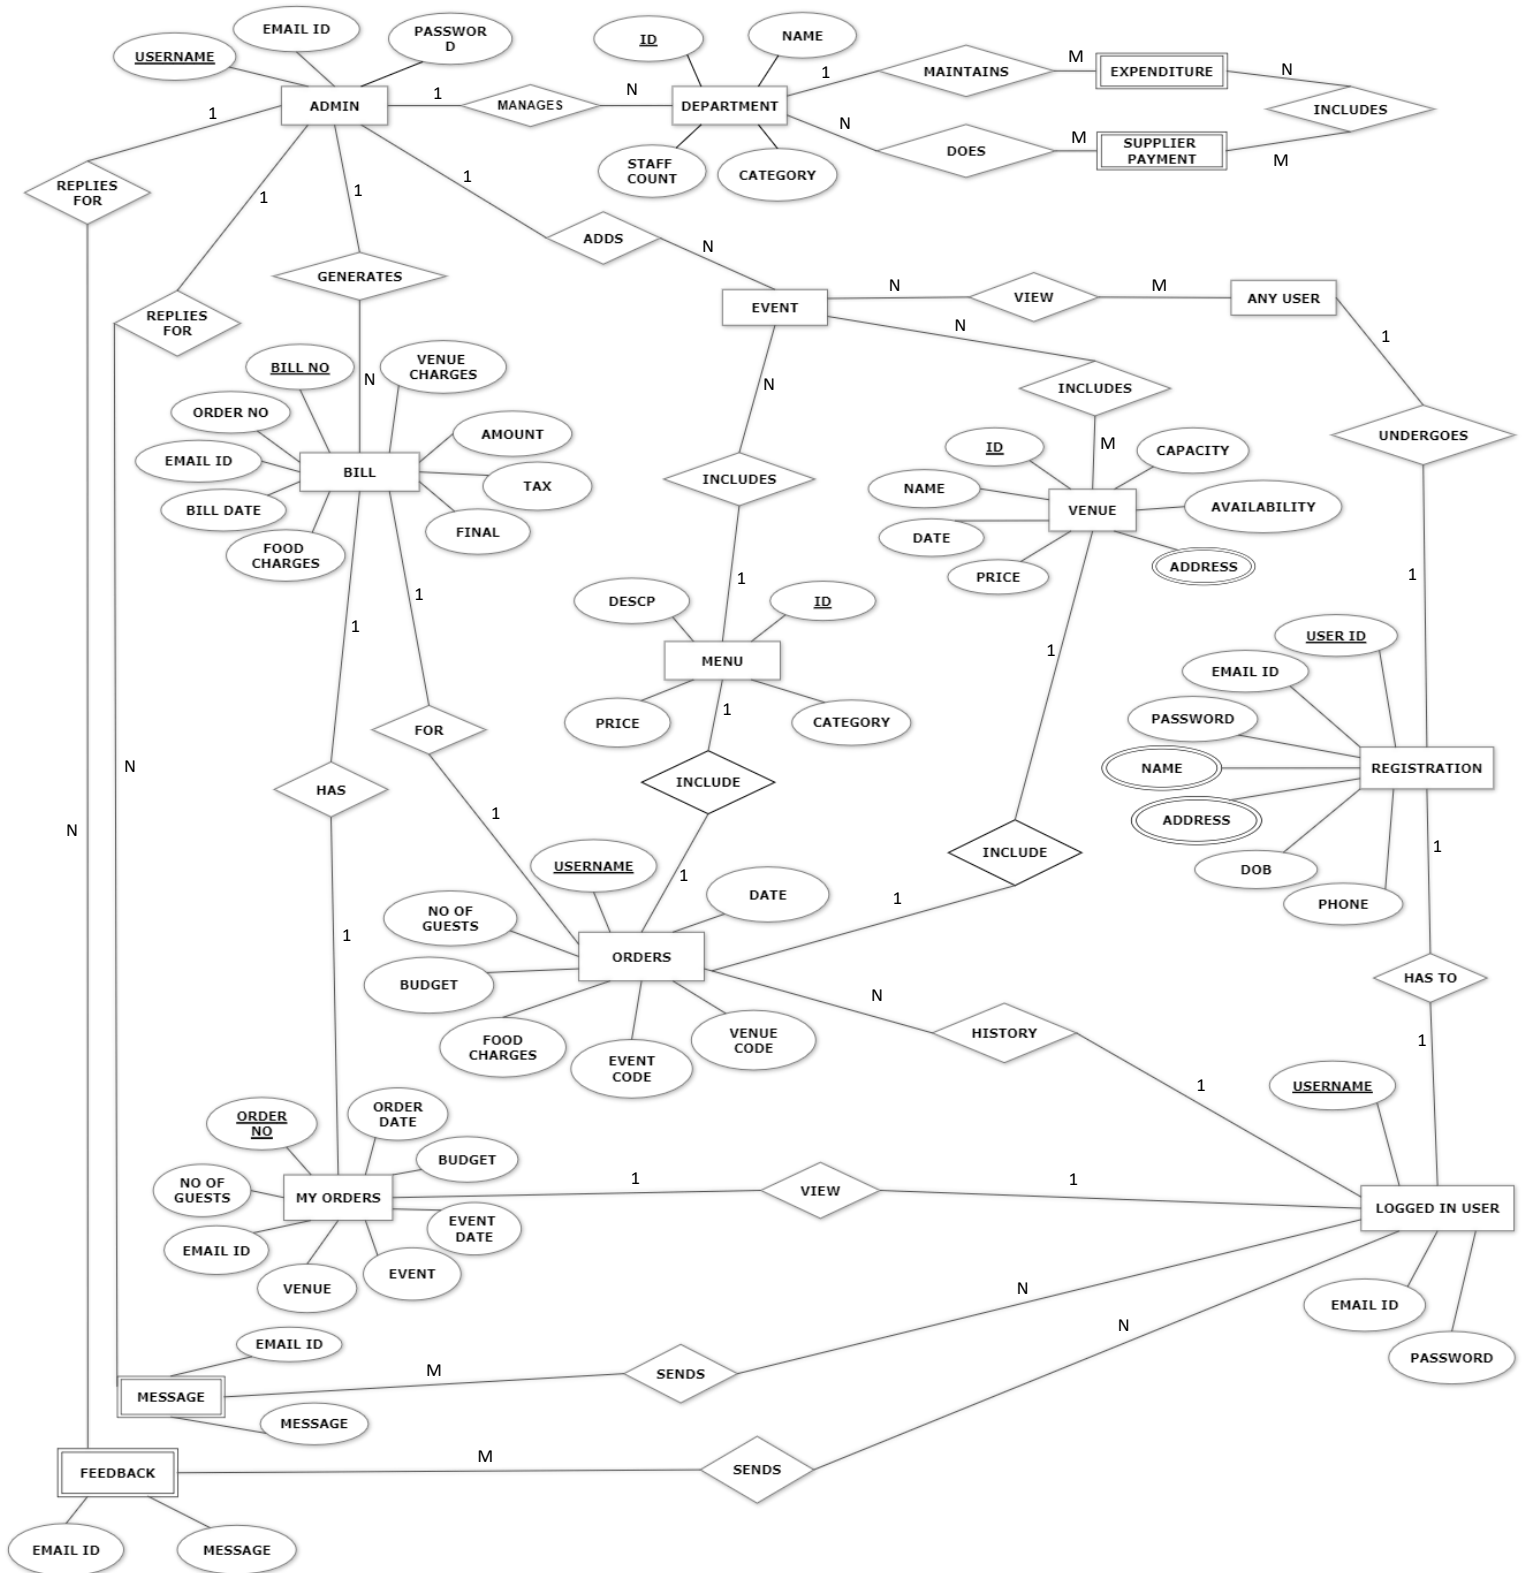 EMAIL ID
PASSWOR
D
USERNAME
ID
NAME
ADMIN
1
MANAGES
N
DEPARTMENT
1
MAINTAINS
M
EXPENDITURE
N
INCLUDES
N
DOES
M
SUPPLIER
PAYMENT
M
STAFF
COUNT
CATEGORY
1
REPLIES
FOR
1
1
1
ADDS
N
GENERATES
REPLIES
FOR
EVENT
N
VIEW
M
ANY USER
1
N
INCLUDES
M
N
INCLUDES
1
UNDERGOES
1
N
BILL NO
VENUE
CHARGES
ORDER NO
AMOUNT
EMAIL ID
BILL
TAX
BILL DATE
FINAL
FOOD
CHARGES
ID
CAPACITY
NAME
VENUE
AVAILABILITY
DATE
PRICE
ADDRESS
1
1
DESCP
ID
MENU
PRICE
CATEGORY
1
1
USER ID
EMAIL ID
PASSWORD
NAME
REGISTRATION
ADDRESS
DOB
PHONE
FOR
HAS
INCLUDE
N
N
1
1
INCLUDE
1
1
1
USERNAME
DATE
NO OF
GUESTS
ORDERS
BUDGET
FOOD
CHARGES
EVENT
CODE
VENUE
CODE
N
HISTORY
1
HAS TO
1
USERNAME
ORDER
NO
ORDER
DATE
BUDGET
NO OF
GUESTS
MY ORDERS
EVENT
DATE
EMAIL ID
VENUE
EVENT
1
VIEW
1
LOGGED IN USER
EMAIL ID
PASSWORD
EMAIL ID
MESSAGE
MESSAGE
M
SENDS
N
FEEDBACK
M
SENDS
N
EMAIL ID
MESSAGE